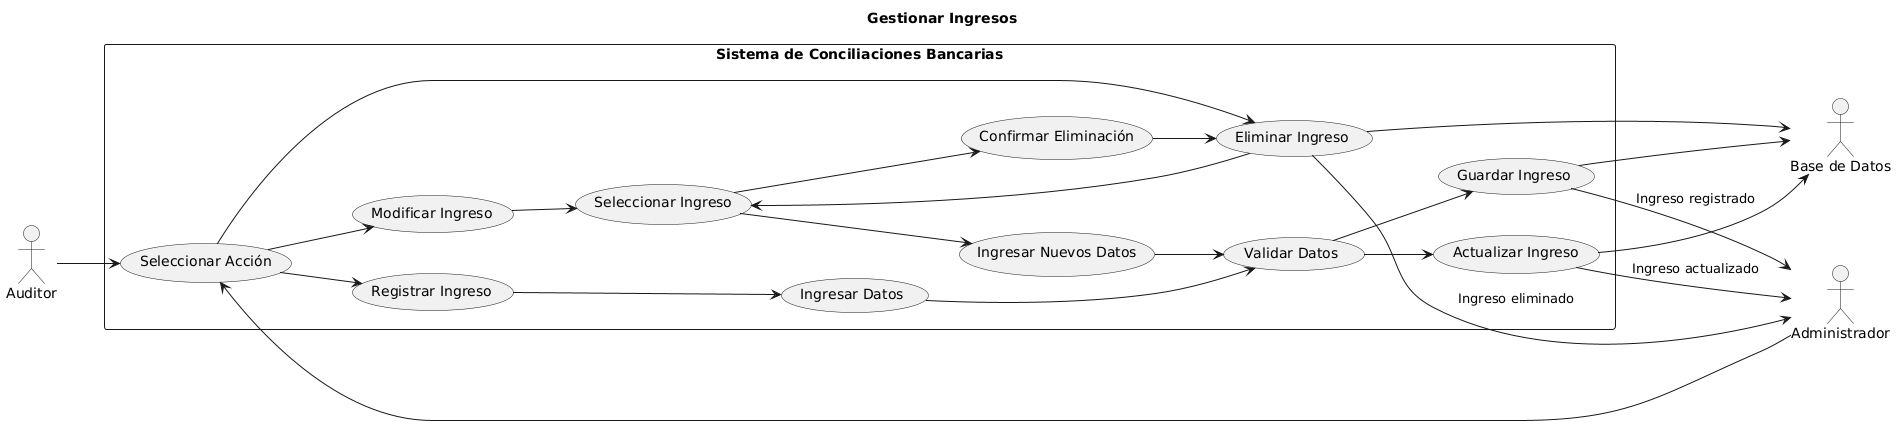 Gestionar Ingresos
Sistema de Conciliaciones Bancarias
Confirmar Eliminación
Eliminar Ingreso
Base de Datos
Guardar Ingreso
Modificar Ingreso
Seleccionar Ingreso
Ingreso registrado
Seleccionar Acción
Ingresar Nuevos Datos
Validar Datos
Actualizar Ingreso
Ingreso actualizado
Auditor
Registrar Ingreso
Ingresar Datos
Ingreso eliminado
Administrador